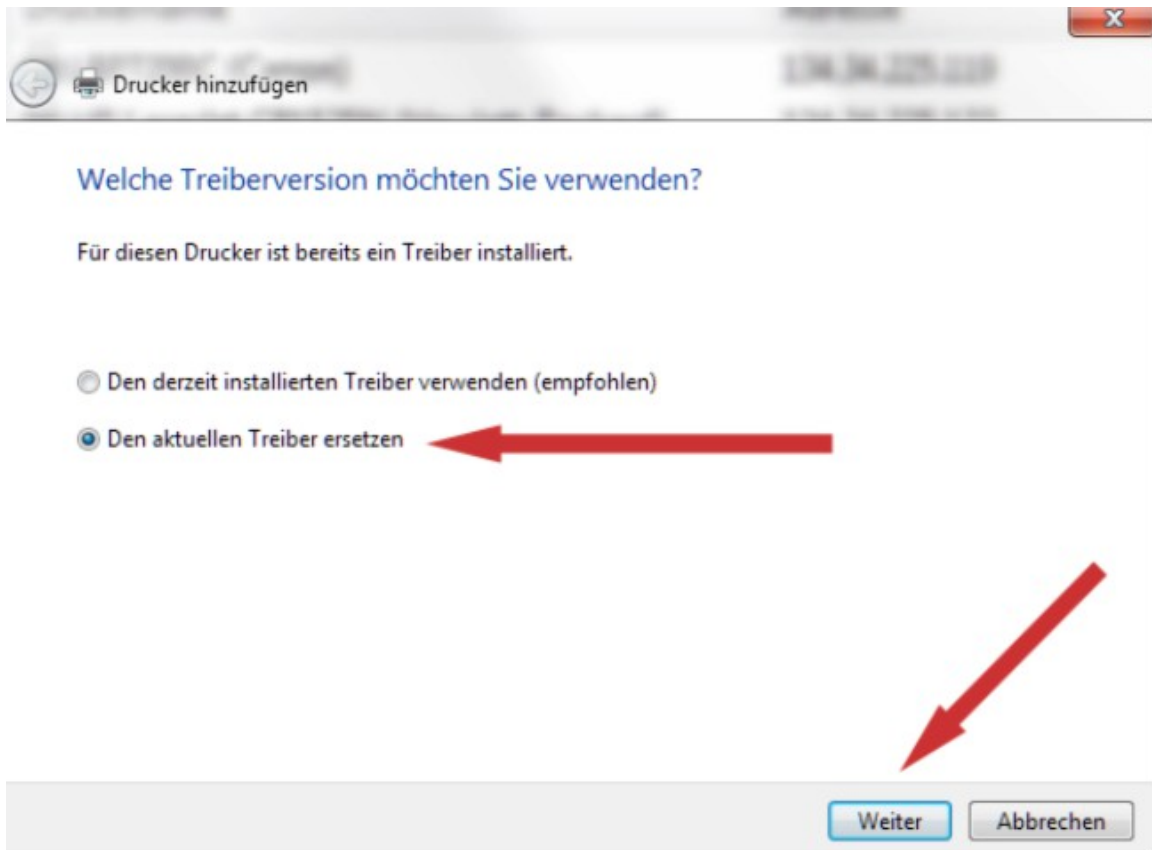 Drucker hinzufügen
Welche Treiberversion möchten Sie verwenden?
Für diesen Drucker ist bereits ein Treiber installiert.
Den derzeit installierten Treiber verwenden (empfohlen)
Den aktuellen Treiber ersetzen
Weiter
Abbrechen